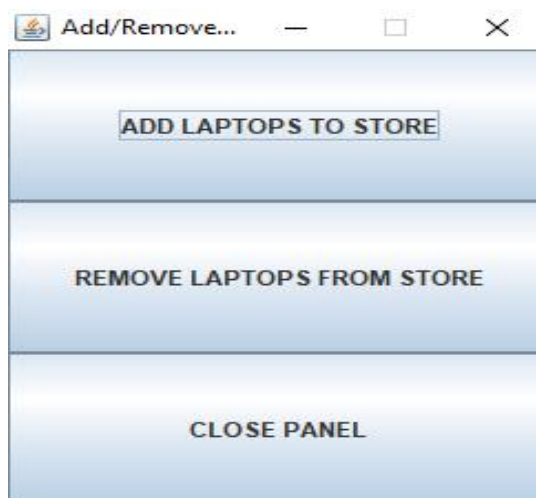 Add/Remove...
ADD LAPTOPS TO STORE
REMOVE LAPTOPS FROM STORE
CLOSE PANEL